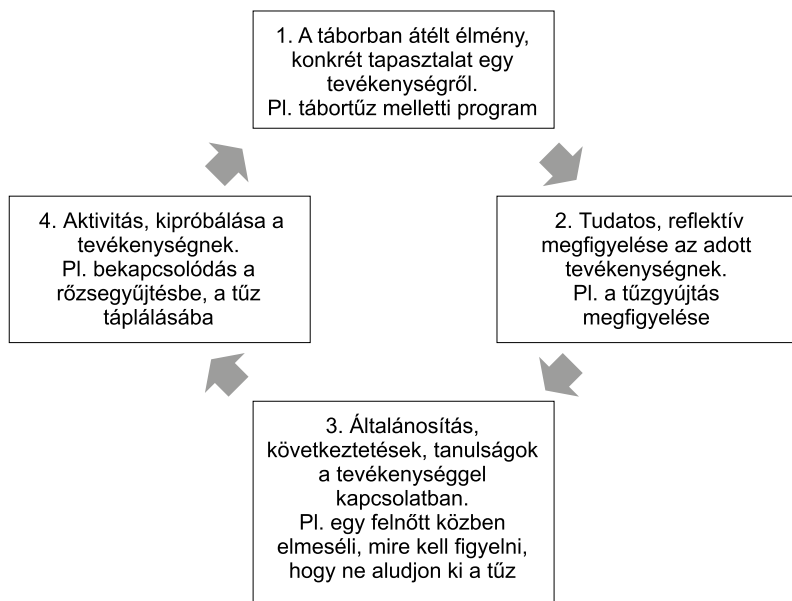 1. A táborban átélt élmény,
konkrét tapasztalat egy
tevékenységről.
Pl. tábortűz melletti program
2. Tudatos, reflektív
megfigyelése az adott
tevékenységnek.
Pl. a tűzgyújtás
megfigyelése
3. Általánosítás,
következtetések, tanulságok
a tevékenységgel
kapcsolatban.
Pl. egy felnőtt közben
elmeséli, mire kell figyelni,
hogy ne aludjon ki a tűz
4. Aktivitás, kipróbálása a
tevékenységnek.
Pl. bekapcsolódás a
rőzsegyűjtésbe, a tűz
táplálásába